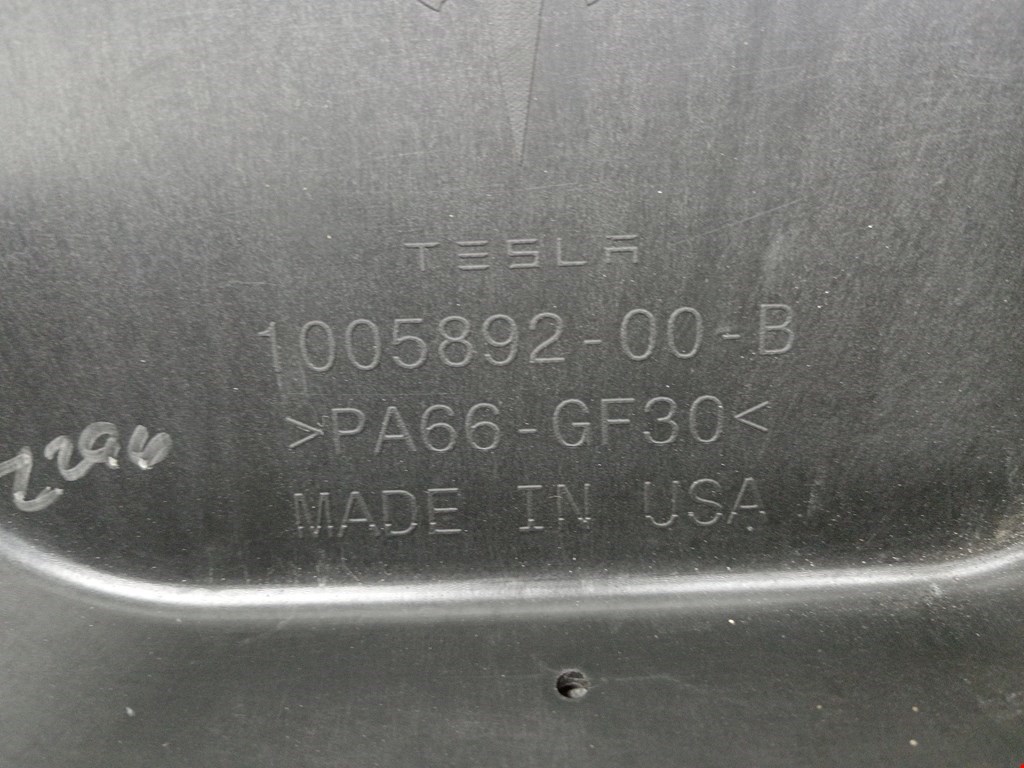 TESLA
1005892-00-B
>PA66-GF30<
MADE IN USA